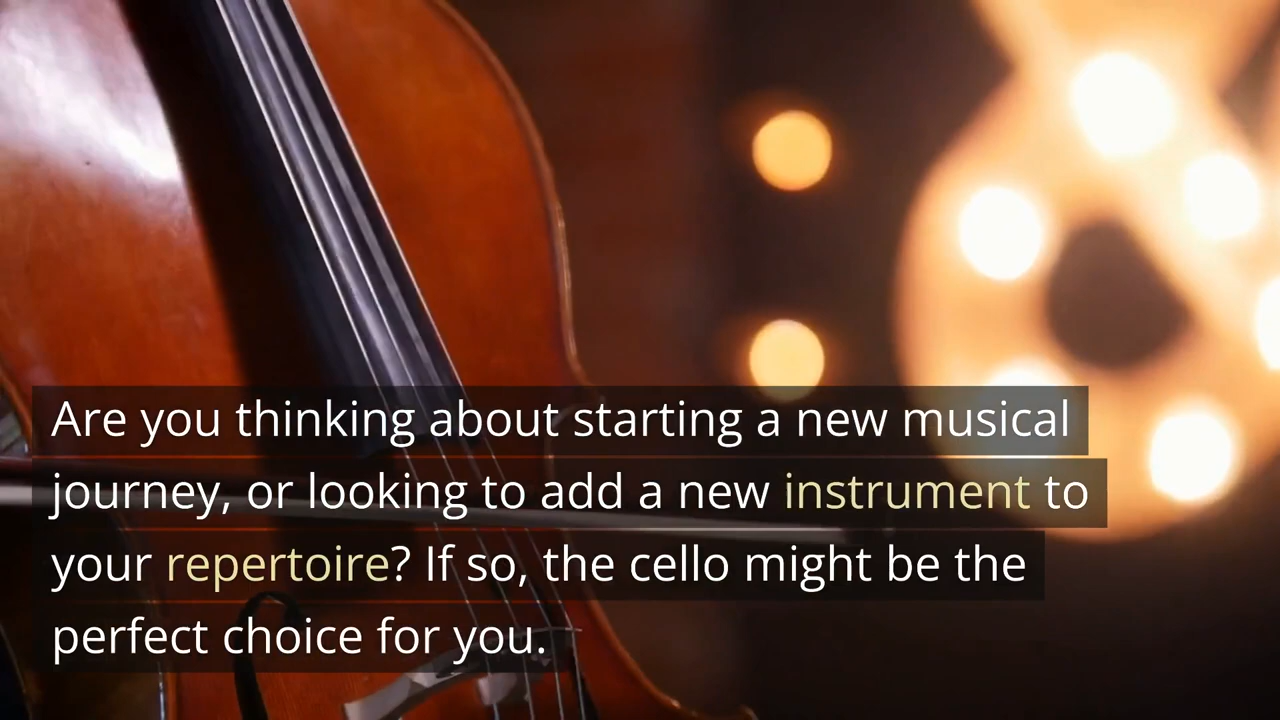 Are you thinking about starting a new musical
journey, or looking to add a new instrument to
your repertoire? If so, the cello might be the
perfect choice for you.